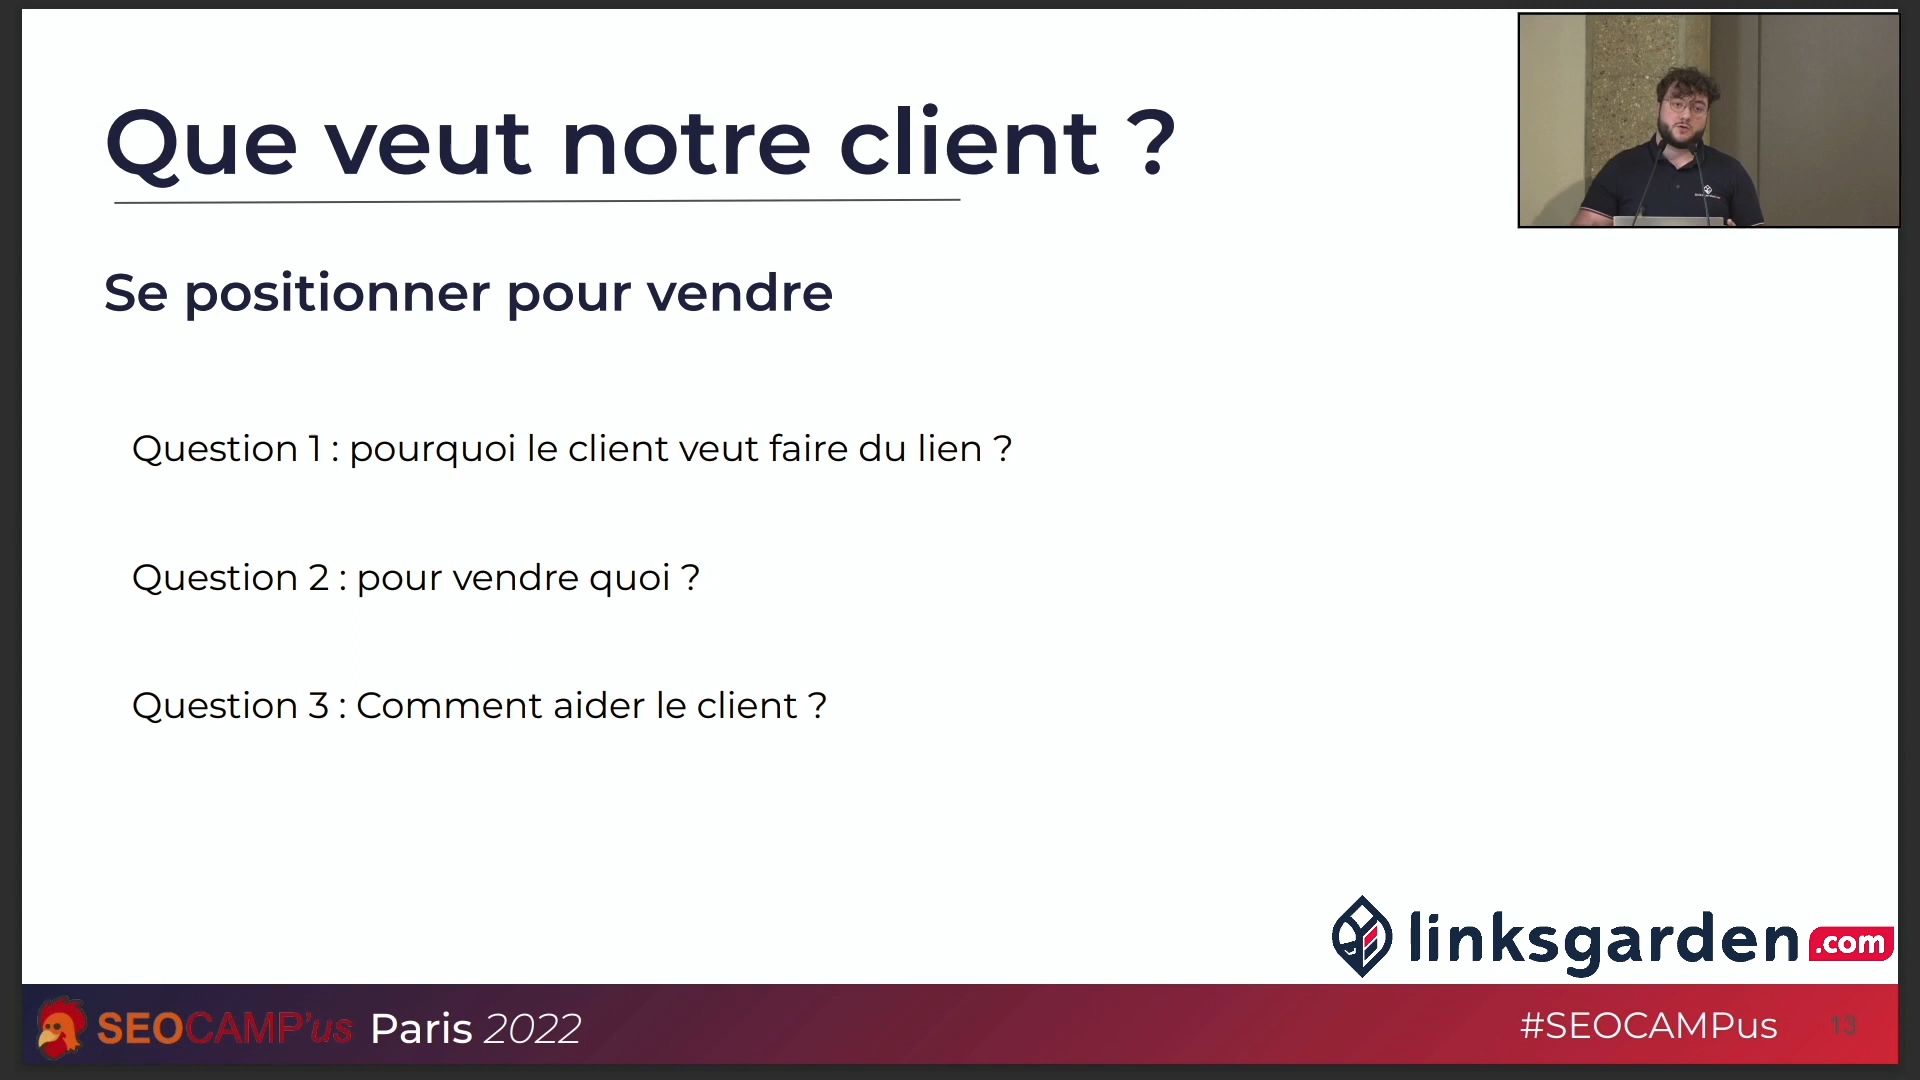 Que veut notre client ?
Se positionner pour vendre
Question 1 : pourquoi le client veut faire du lien ?
Question 2 : pour vendre quoi ?
Question 3 : Comment aider le client ?
linksgarden.com
SEOCAMP'us Paris 2022
#SEOCAMPus
13